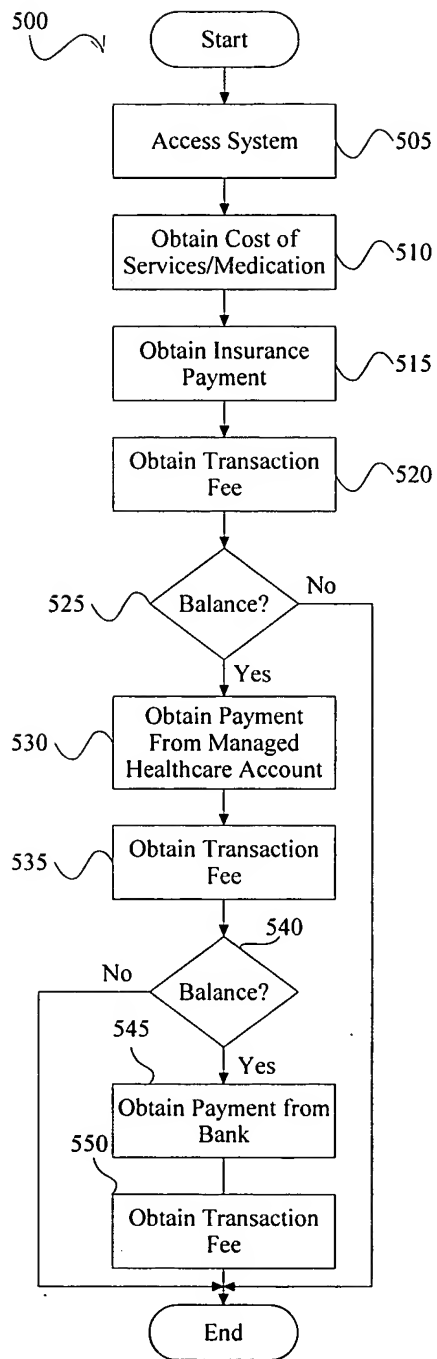 500
Start
Access System
505
Obtain Cost of
Services/Medication
510
Obtain Insurance
Payment
515
Obtain Transaction
Fee
520
525
Balance?
No
Yes
530
Obtain Payment
From Managed
Healthcare Account
535
Obtain Transaction
Fee
540
No
Balance?
545
Yes
Obtain Payment from
Bank
550
Obtain Transaction
Fee
End